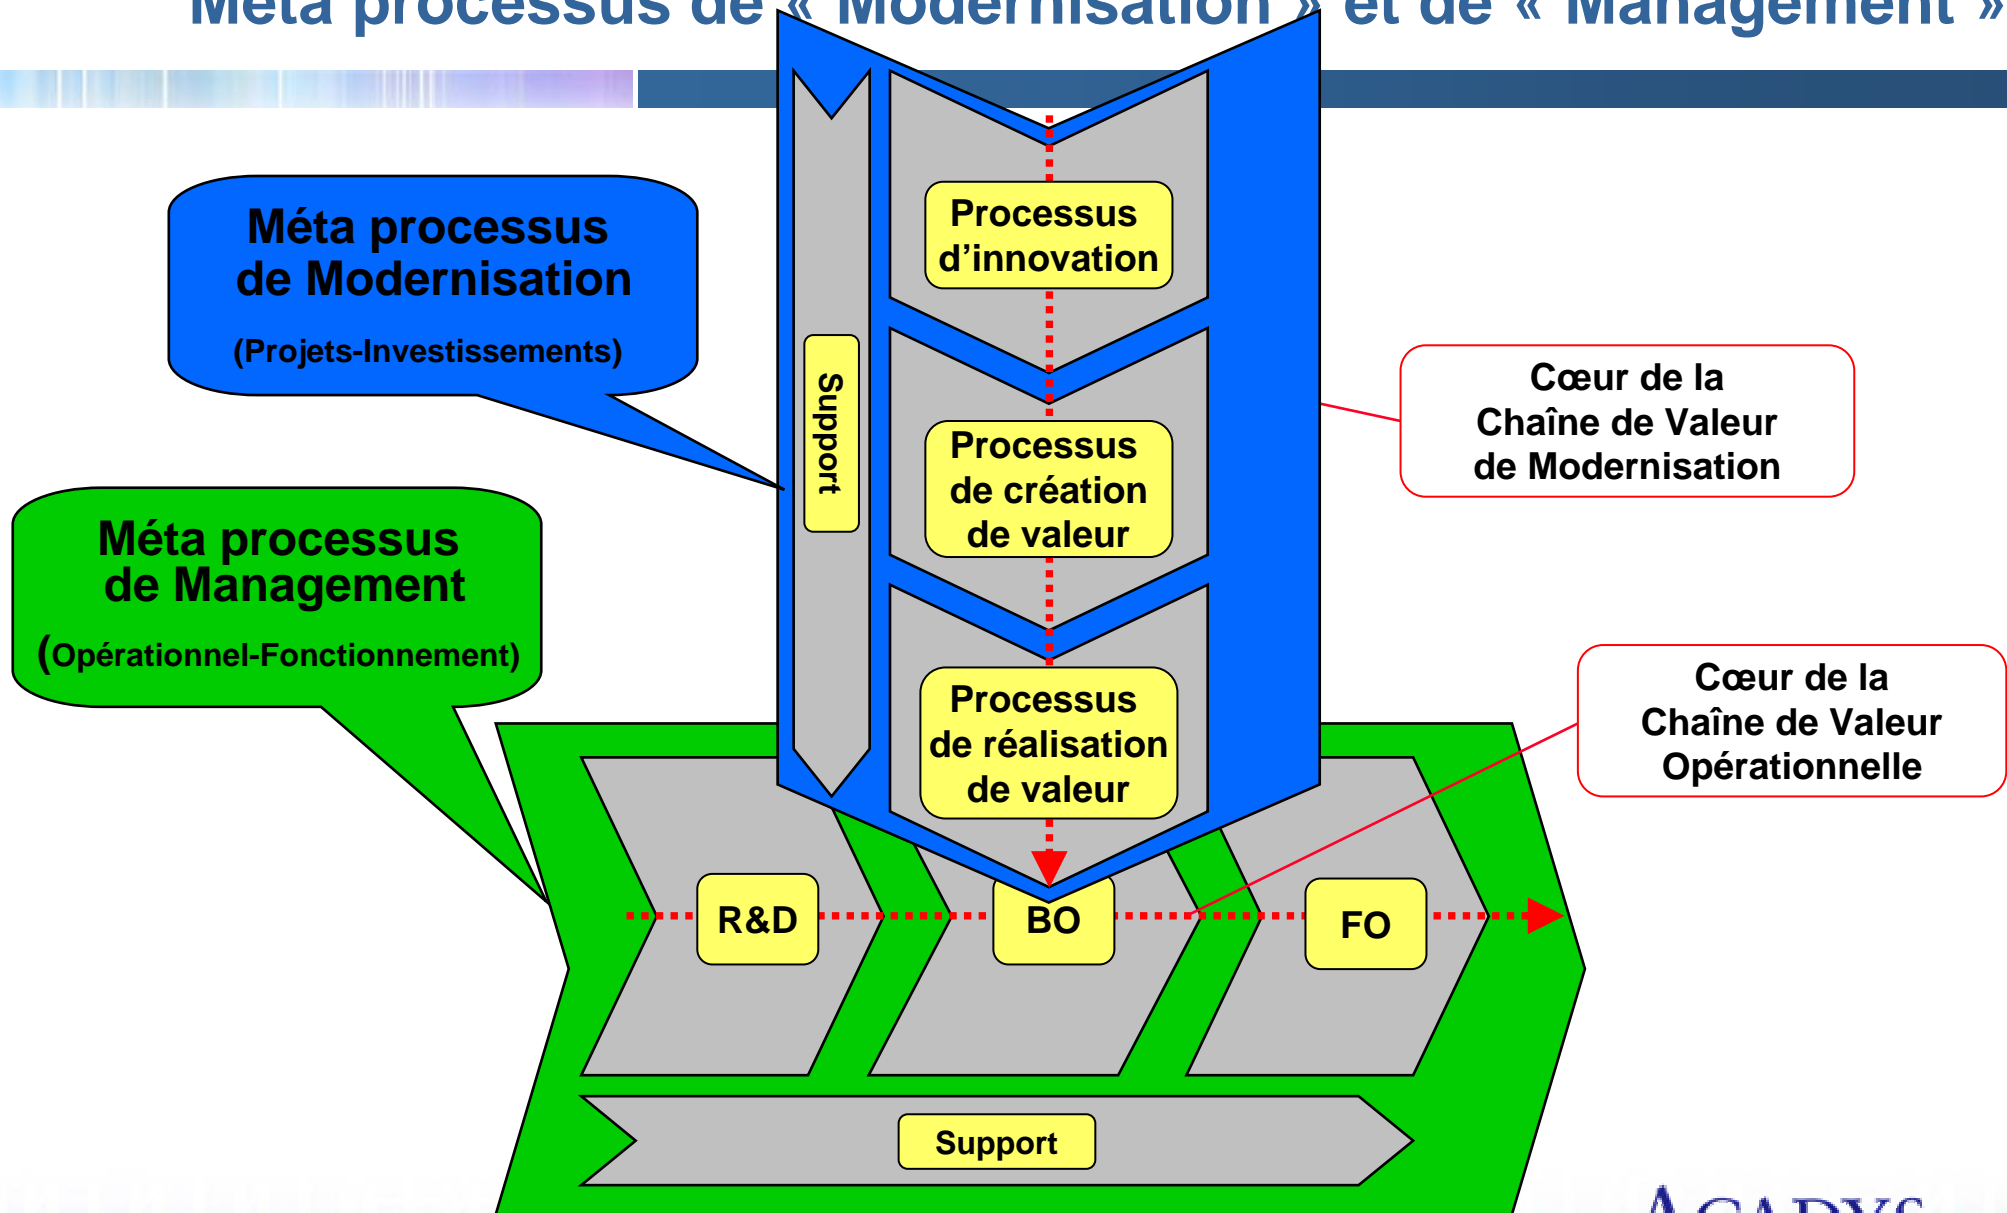 Méta processus de « Modernisation » et de « Management »
Méta processus
de Modernisation
(Projets-Investissements)
Processus
d’innovation
Support
Processus
de création
de valeur
Cœur de la
Chaîne de Valeur
de Modernisation
Méta processus
de Management
(Opérationnel-Fonctionnement)
Processus
de réalisation
de valeur
Cœur de la
Chaîne de Valeur
Opérationnelle
R&D
BO
FO
Support
ACADYS